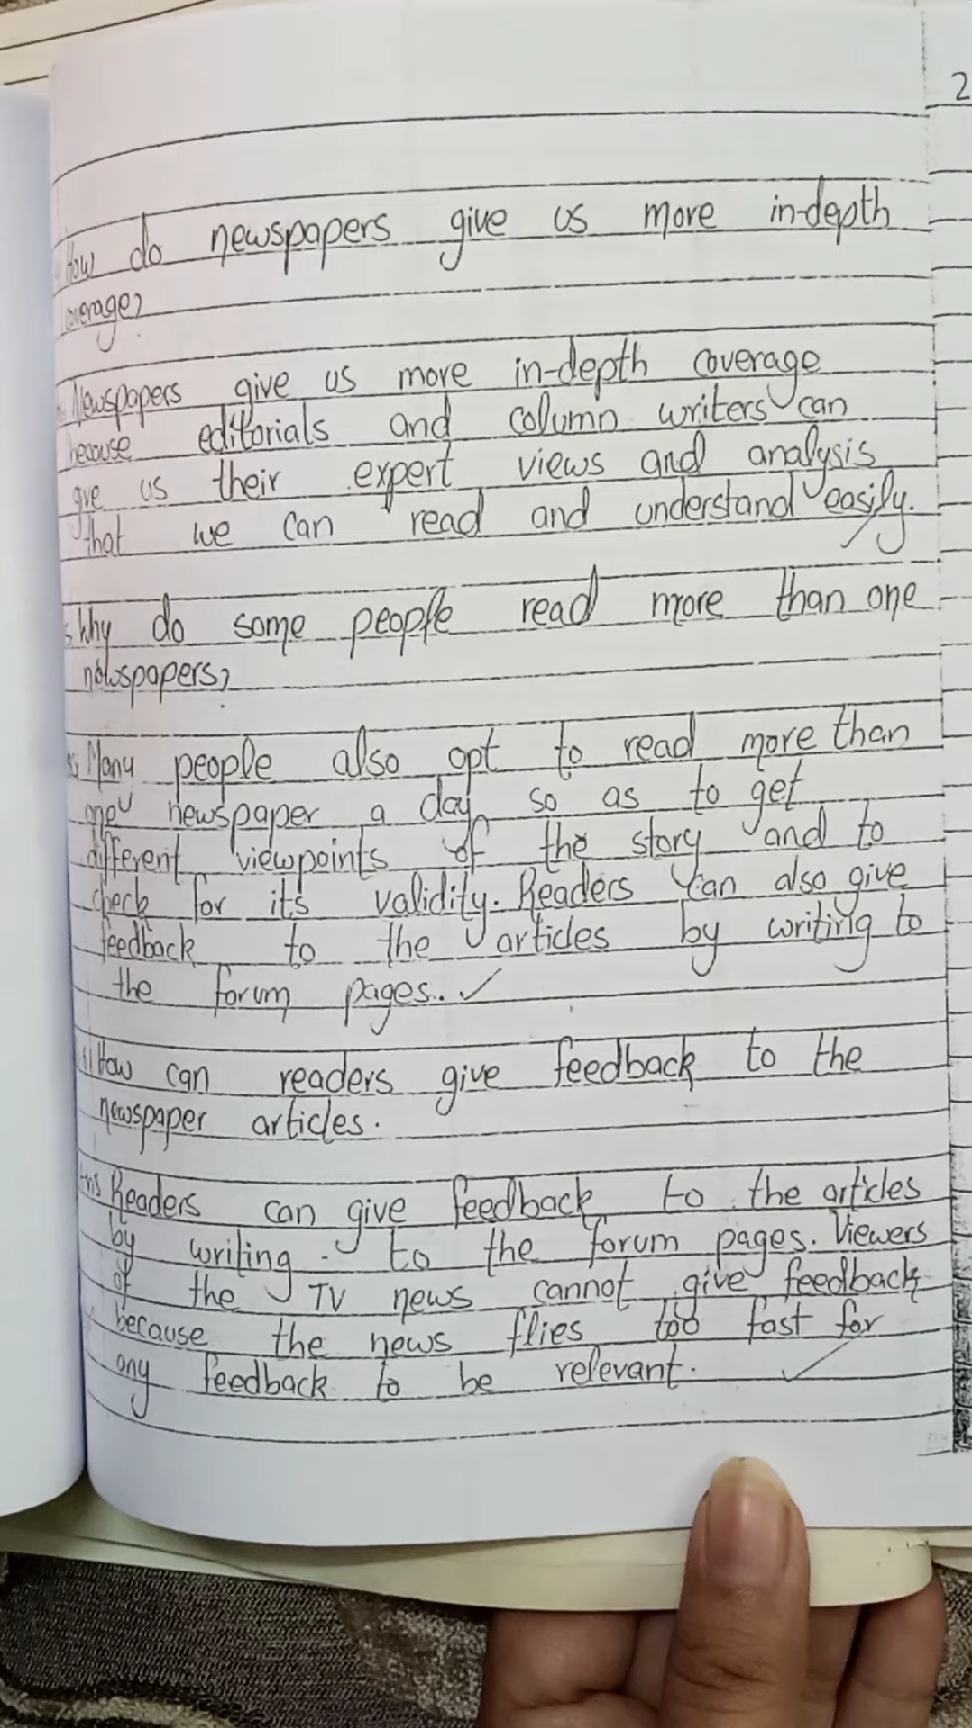 2
How do newspapers give us more in-depth
overage?
Newspapers give us more in-depth coverage
because editorials and column writers can
give us their expert views and analysis
that we can read and understand easily.
Why do some people read more than one
newspapers?
Many people also opt to read more than
one newspaper a day so as to get
different viewpoints of the story and to
check for it's validity. Readers can also give
feedback to the articles by writing to
the forum pages.
How can readers give feedback to the
newspaper articles.
Ans Readers can give feedback to the articles
by writing to the forum pages. Viewers
of the TV news cannot give feedback
because the news flies too fast for
any feedback to be relevant.